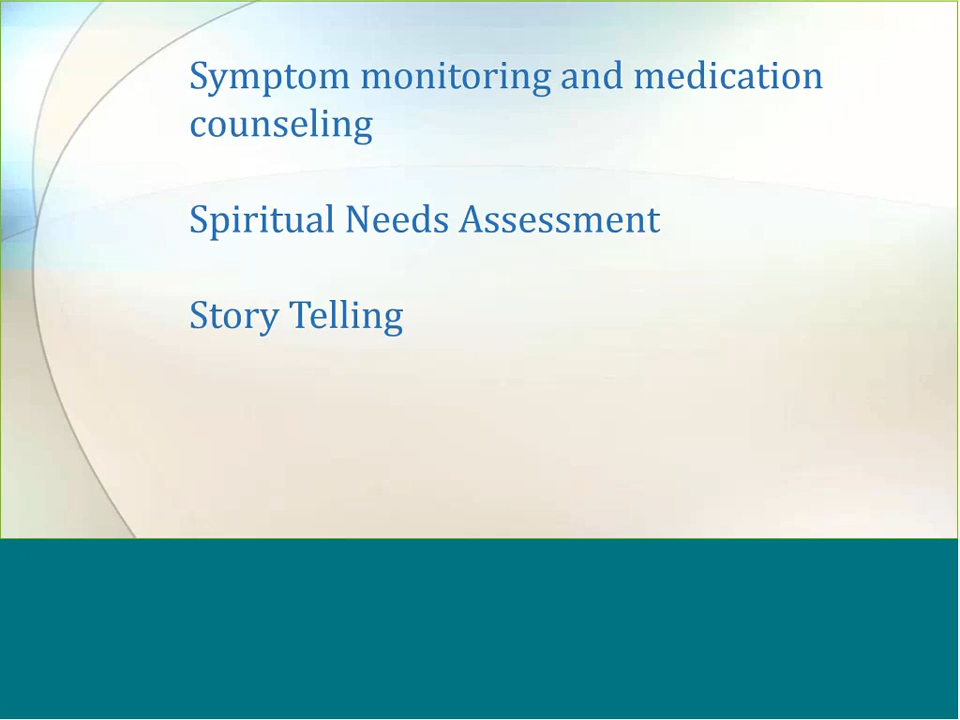 Symptom monitoring and medication
counseling
Spiritual Needs Assessment
Story Telling